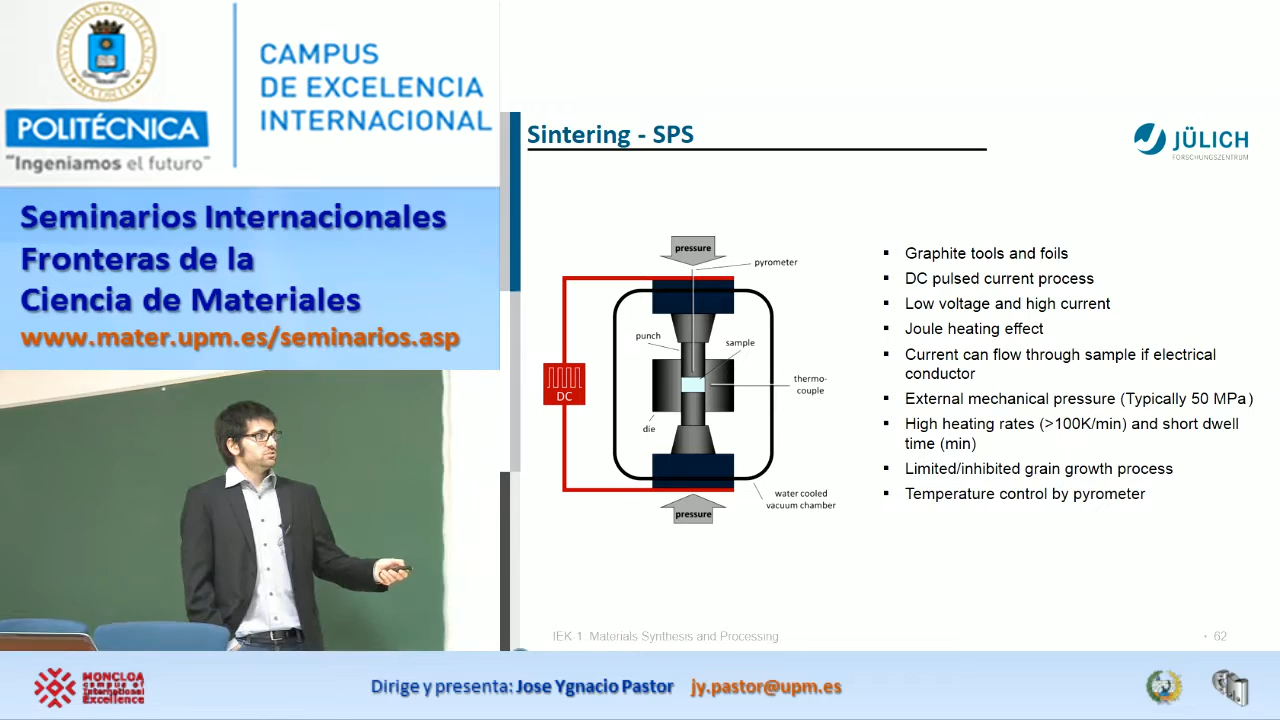 UNIVERSIDAD POLITÉCNICA MADRID
POLITÉCNICA
"Ingeniamos el futuro"
CAMPUS
DE EXCELENCIA
INTERNACIONAL
Seminarios Internacionales
Fronteras de la
Ciencia de Materiales
www.mater.upm.es/seminarios.asp
Sintering - SPS
JÜLICH
FORSCHUNGSZENTRUM
pressure
pyrometer
punch
sample
DC
thermo-
couple
die
water cooled
vacuum chamber
pressure
▪ Graphite tools and foils
▪ DC pulsed current process
▪ Low voltage and high current
▪ Joule heating effect
▪ Current can flow through sample if electrical
conductor
▪ External mechanical pressure (Typically 50 MPa)
▪ High heating rates (>100K/min) and short dwell
time (min)
▪ Limited/inhibited grain growth process
▪ Temperature control by pyrometer
IEK-1 Materials Synthesis and Processing
• 62
MONCLOA
campus of
International
Excellence
Dirige y presenta: Jose Ygnacio Pastor jy.pastor@upm.es